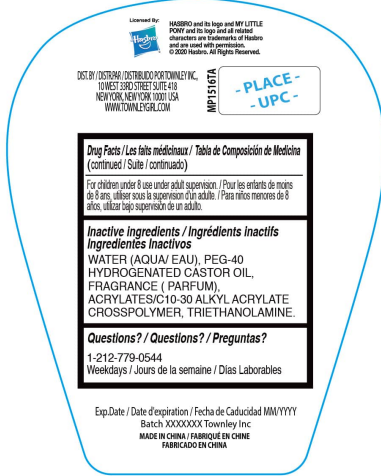 Licensed By:
Hasbro
HASBRO and its logo and MY LITTLE
PONY and its logo and all related
characters are trademarks of Hasbro
and are used with permission.
© 2020 Hasbro. All Rights Reserved.
DIST. BY / DISTR.PAR / DISTRIBUIDO POR TOWNLEY INC.,
10 WEST 33RD STREET SUITE 418
NEW YORK, NEW YORK 10001 USA
WWW.TOWNLEYGIRL.COM
MP1516TA
- PLACE -
- UPC -
Drug Facts / Les faits médicinaux / Tabla de Composición de Medicina
(continued / Suite / continuado)
For children under 8 use under adult supervision. / Pour les enfants de moins
de 8 ans, utiliser sous la supervision d'un adulte. / Para niños menores de 8
años, utilizar bajo supervisión de un adulto.
Inactive ingredients / Ingrédients inactifs
Ingredientes Inactivos
WATER (AQUA/ EAU), PEG-40
HYDROGENATED CASTOR OIL,
FRAGRANCE ( PARFUM),
ACRYLATES/C10-30 ALKYL ACRYLATE
CROSSPOLYMER, TRIETHANOLAMINE.
Questions? / Questions? / Preguntas?
1-212-779-0544
Weekdays / Jours de la semaine / Días Laborables
Exp.Date / Date d'expiration / Fecha de Caducidad MM/YYYY
Batch XXXXXXX Townley Inc
MADE IN CHINA / FABRIQUÉ EN CHINE
FABRICADO EN CHINA